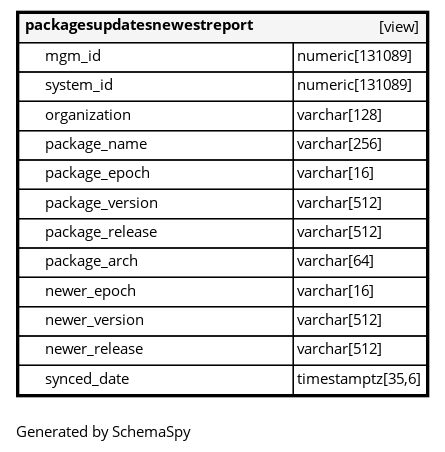 packagesupdatesnewestreport [view]
mgm_id numeric[131089]
system_id numeric[131089]
organization varchar[128]
package_name varchar[256]
package_epoch varchar[16]
package_version varchar[512]
package_release varchar[512]
package_arch varchar[64]
newer_epoch varchar[16]
newer_version varchar[512]
newer_release varchar[512]
synced_date timestamptz[35,6]
Generated by SchemaSpy